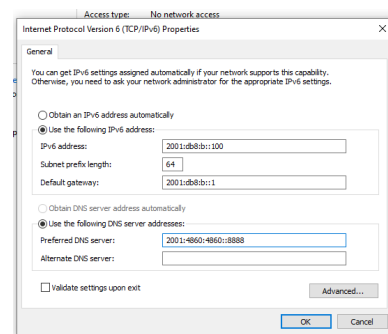 Access type: No network access
Internet Protocol Version 6 (TCP/IPv6) Properties
General
You can get IPv6 settings assigned automatically if your network supports this capability.
Otherwise, you need to ask your network administrator for the appropriate IPv6 settings.
Obtain an IPv6 address automatically
Use the following IPv6 address:
IPv6 address: 2001:db8:b::100
Subnet prefix length: 64
Default gateway: 2001:db8:b::1
Obtain DNS server address automatically
Use the following DNS server addresses:
Preferred DNS server: 2001:4860:4860::8888
Alternate DNS server:
Validate settings upon exit
Advanced...
OK Cancel